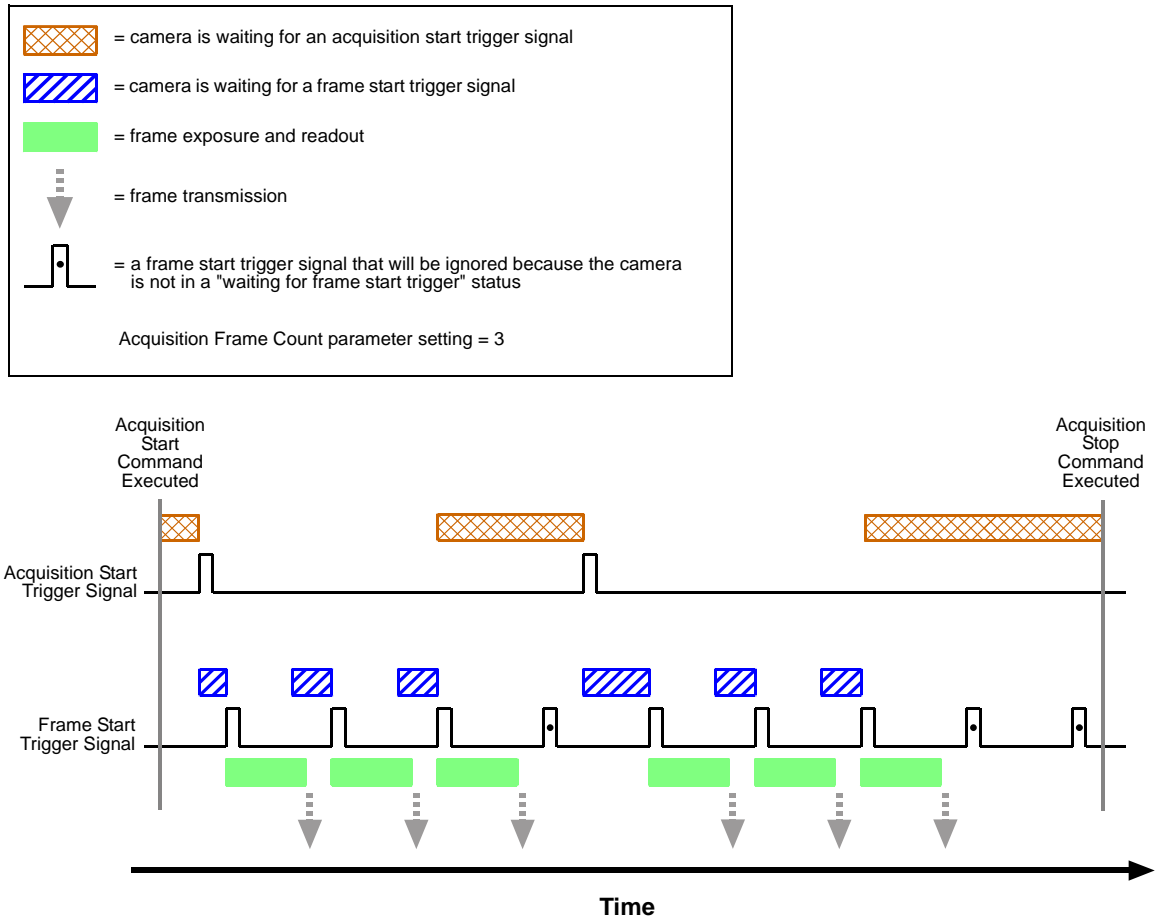 = camera is waiting for an acquisition start trigger signal
= camera is waiting for a frame start trigger signal
= frame exposure and readout
= frame transmission
= a frame start trigger signal that will be ignored because the camera
is not in a "waiting for frame start trigger" status
Acquisition Frame Count parameter setting = 3
Acquisition
Start
Command
Executed
Acquisition
Stop
Command
Executed
Acquisition Start
Trigger Signal
Frame Start
Trigger Signal
Time